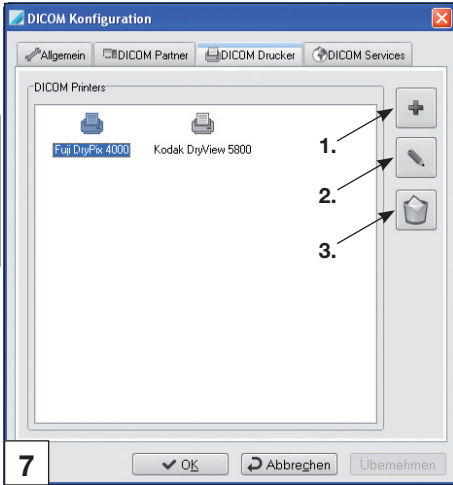 DICOM Konfiguration
Allgemein DICOM Partner DICOM Drucker DICOM Services
DICOM Printers
Fuji DryPix 4000 Kodak DryView 5800
1.
2.
3.
7
OK Abbrechen Übernehmen